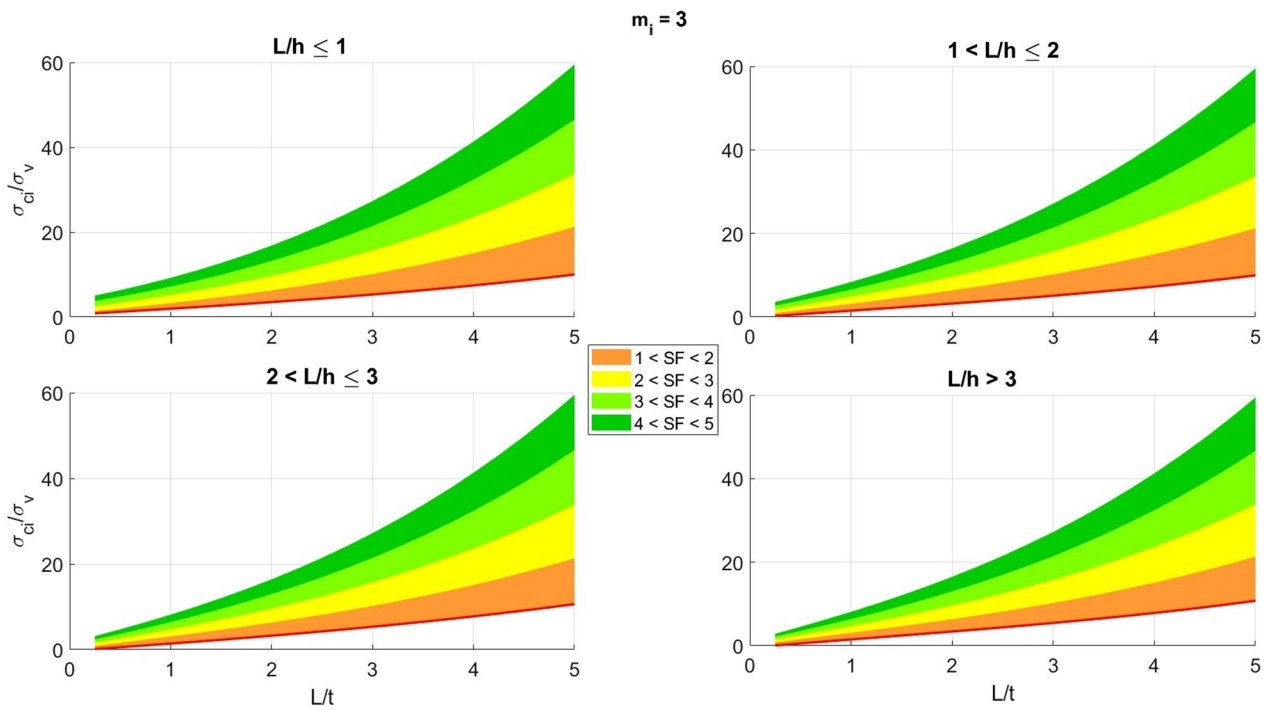 m_i = 3
L/h ≤ 1
60
40
20
0
σ_ci/σ_v
0 1 2 3 4 5
1 < L/h ≤ 2
60
40
20
0
0 1 2 3 4 5
1 < SF < 2
2 < SF < 3
3 < SF < 4
4 < SF < 5
2 < L/h ≤ 3
60
40
20
0
σ_ci/σ_v
0 1 2 3 4 5
L/t
L/h > 3
60
40
20
0
0 1 2 3 4 5
L/t